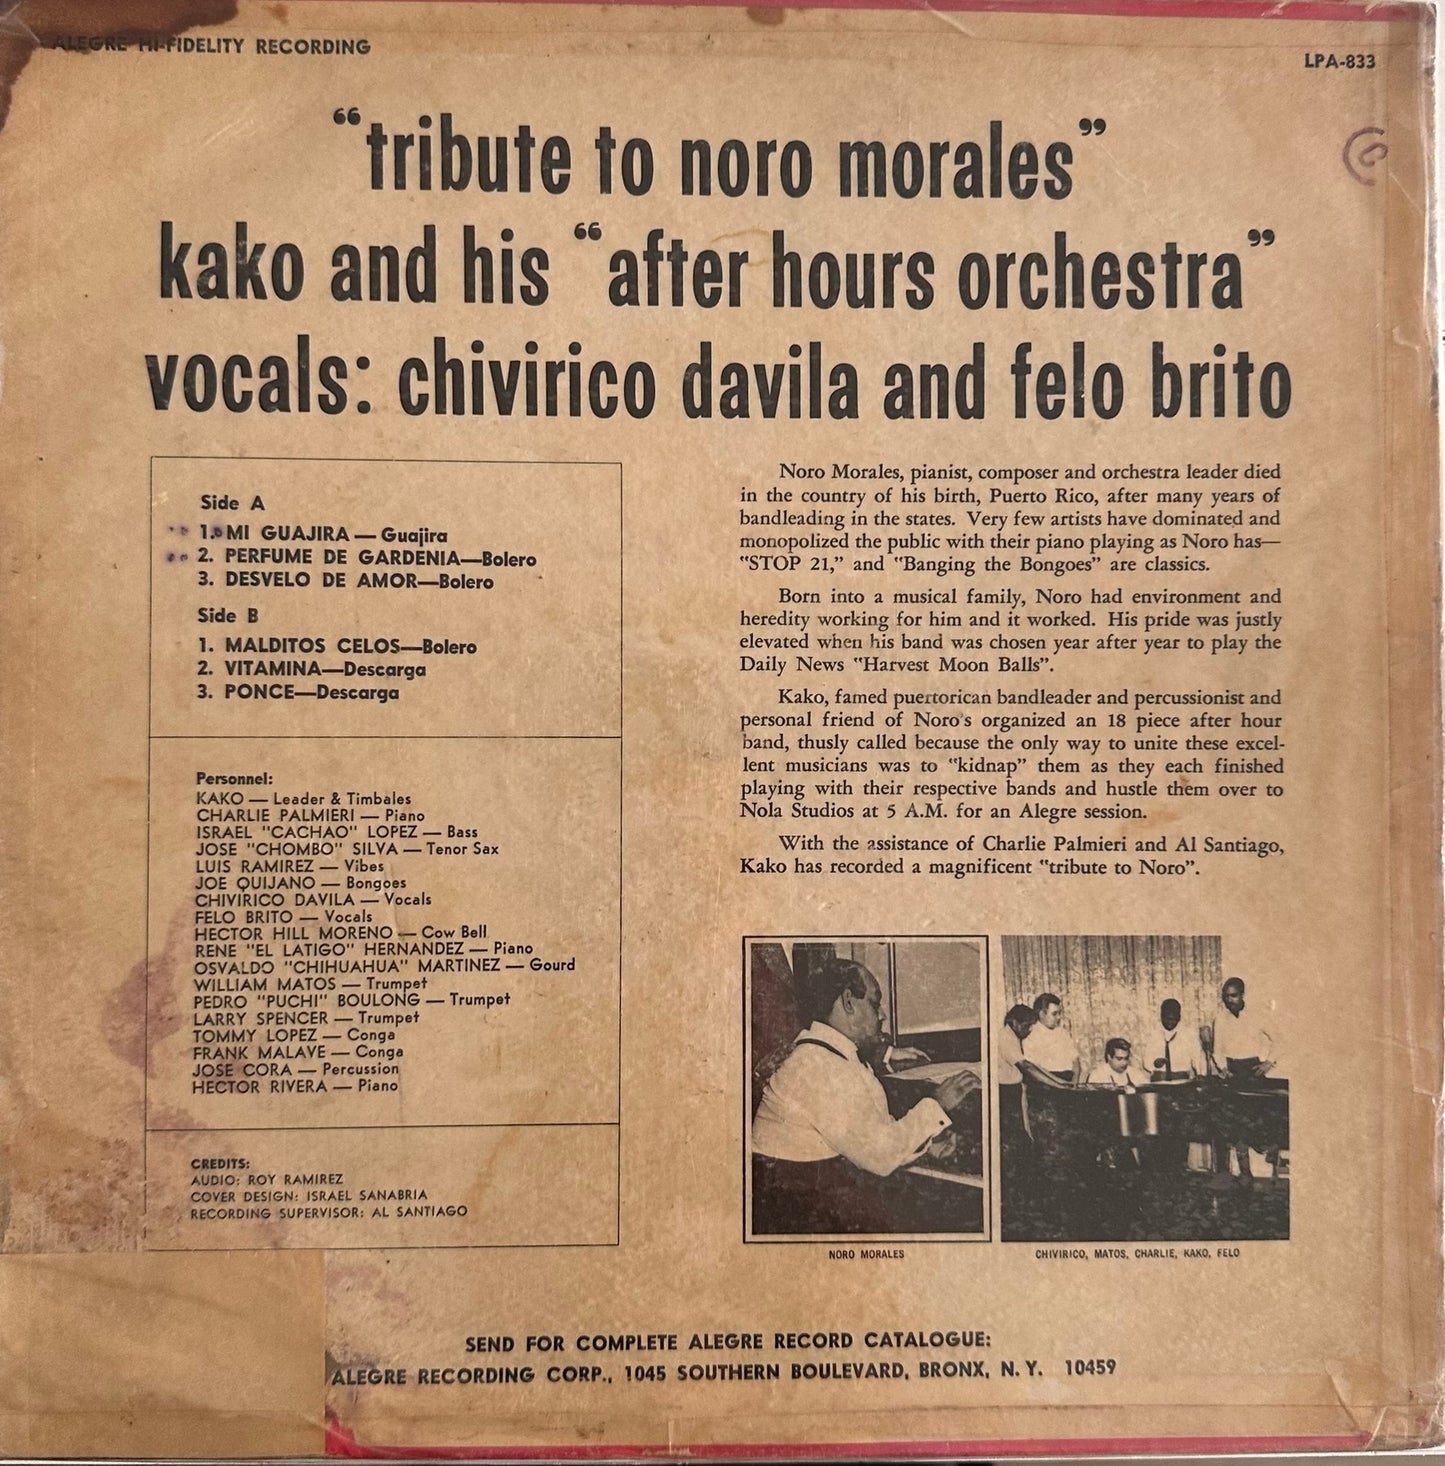 ALEGRE HI-FIDELITY RECORDING
LPA-833
“tribute to noro morales”
kako and his “after hours orchestra”
vocals: chivirico davila and felo brito
Side A
1. MI GUAJIRA — Guajira
2. PERFUME DE GARDENIA—Bolero
3. DESVELO DE AMOR—Bolero
Side B
1. MALDITOS CELOS—Bolero
2. VITAMINA—Descarga
3. PONCE—Descarga
Personnel:
KAKO — Leader & Timbales
CHARLIE PALMIERI — Piano
ISRAEL "CACHAO" LOPEZ — Bass
JOSE "CHOMBO" SILVA — Tenor Sax
LUIS RAMIREZ — Vibes
JOE QUIJANO — Bongoes
CHIVIRICO DAVILA — Vocals
FELO BRITO — Vocals
HECTOR HILL MORENO — Cow Bell
RENE "EL LATIGO" HERNANDEZ — Piano
OSVALDO "CHIHUAHUA" MARTINEZ — Gourd
WILLIAM MATOS — Trumpet
PEDRO "PUCHI" BOULONG — Trumpet
LARRY SPENCER — Trumpet
TOMMY LOPEZ — Conga
FRANK MALAVE — Conga
JOSE CORA — Percussion
HECTOR RIVERA — Piano
CREDITS:
AUDIO: ROY RAMIREZ
COVER DESIGN: ISRAEL SANABRIA
RECORDING SUPERVISOR: AL SANTIAGO
Noro Morales, pianist, composer and orchestra leader died
in the country of his birth, Puerto Rico, after many years of
bandleading in the states. Very few artists have dominated and
monopolized the public with their piano playing as Noro has—
“STOP 21,” and “Banging the Bongoes” are classics.
Born into a musical family, Noro had environment and
heredity working for him and it worked. His pride was justly
elevated when his band was chosen year after year to play the
Daily News “Harvest Moon Balls”.
Kako, famed puertorican bandleader and percussionist and
personal friend of Noro's organized an 18 piece after hour
band, thusly called because the only way to unite these excel-
lent musicians was to “kidnap” them as they each finished
playing with their respective bands and hustle them over to
Nola Studios at 5 A.M. for an Alegre session.
With the assistance of Charlie Palmieri and Al Santiago,
Kako has recorded a magnificent “tribute to Noro”.
NORO MORALES
CHIVIRICO, MATOS, CHARLIE, KAKO, FELO
SEND FOR COMPLETE ALEGRE RECORD CATALOGUE:
ALEGRE RECORDING CORP., 1045 SOUTHERN BOULEVARD, BRONX, N. Y. 10459